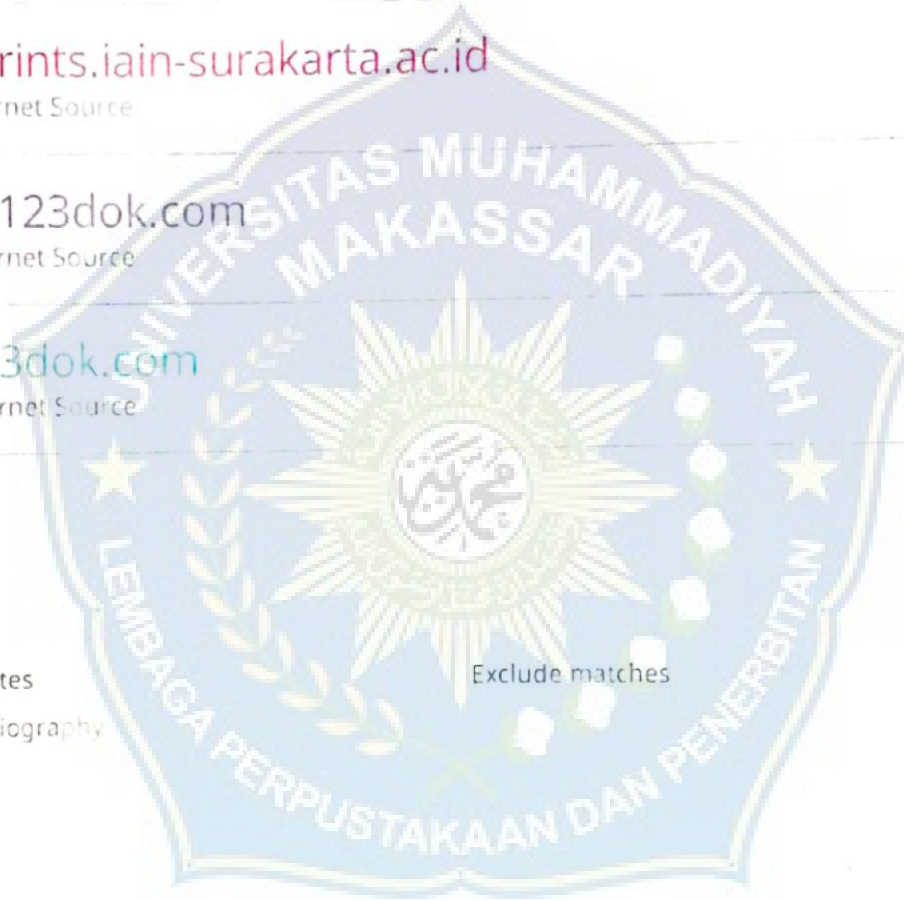 rints.iain-surakarta.ac.id
rnet Source
123dok.com
rnet Source
3dok.com
rnet Source
tes
Exclude matches
iography
UNIVERSITAS MUHAMMADIYAH
MAKASSAR
محمد
LEMBAGA PERPUSTAKAAN DAN PENERBITAN